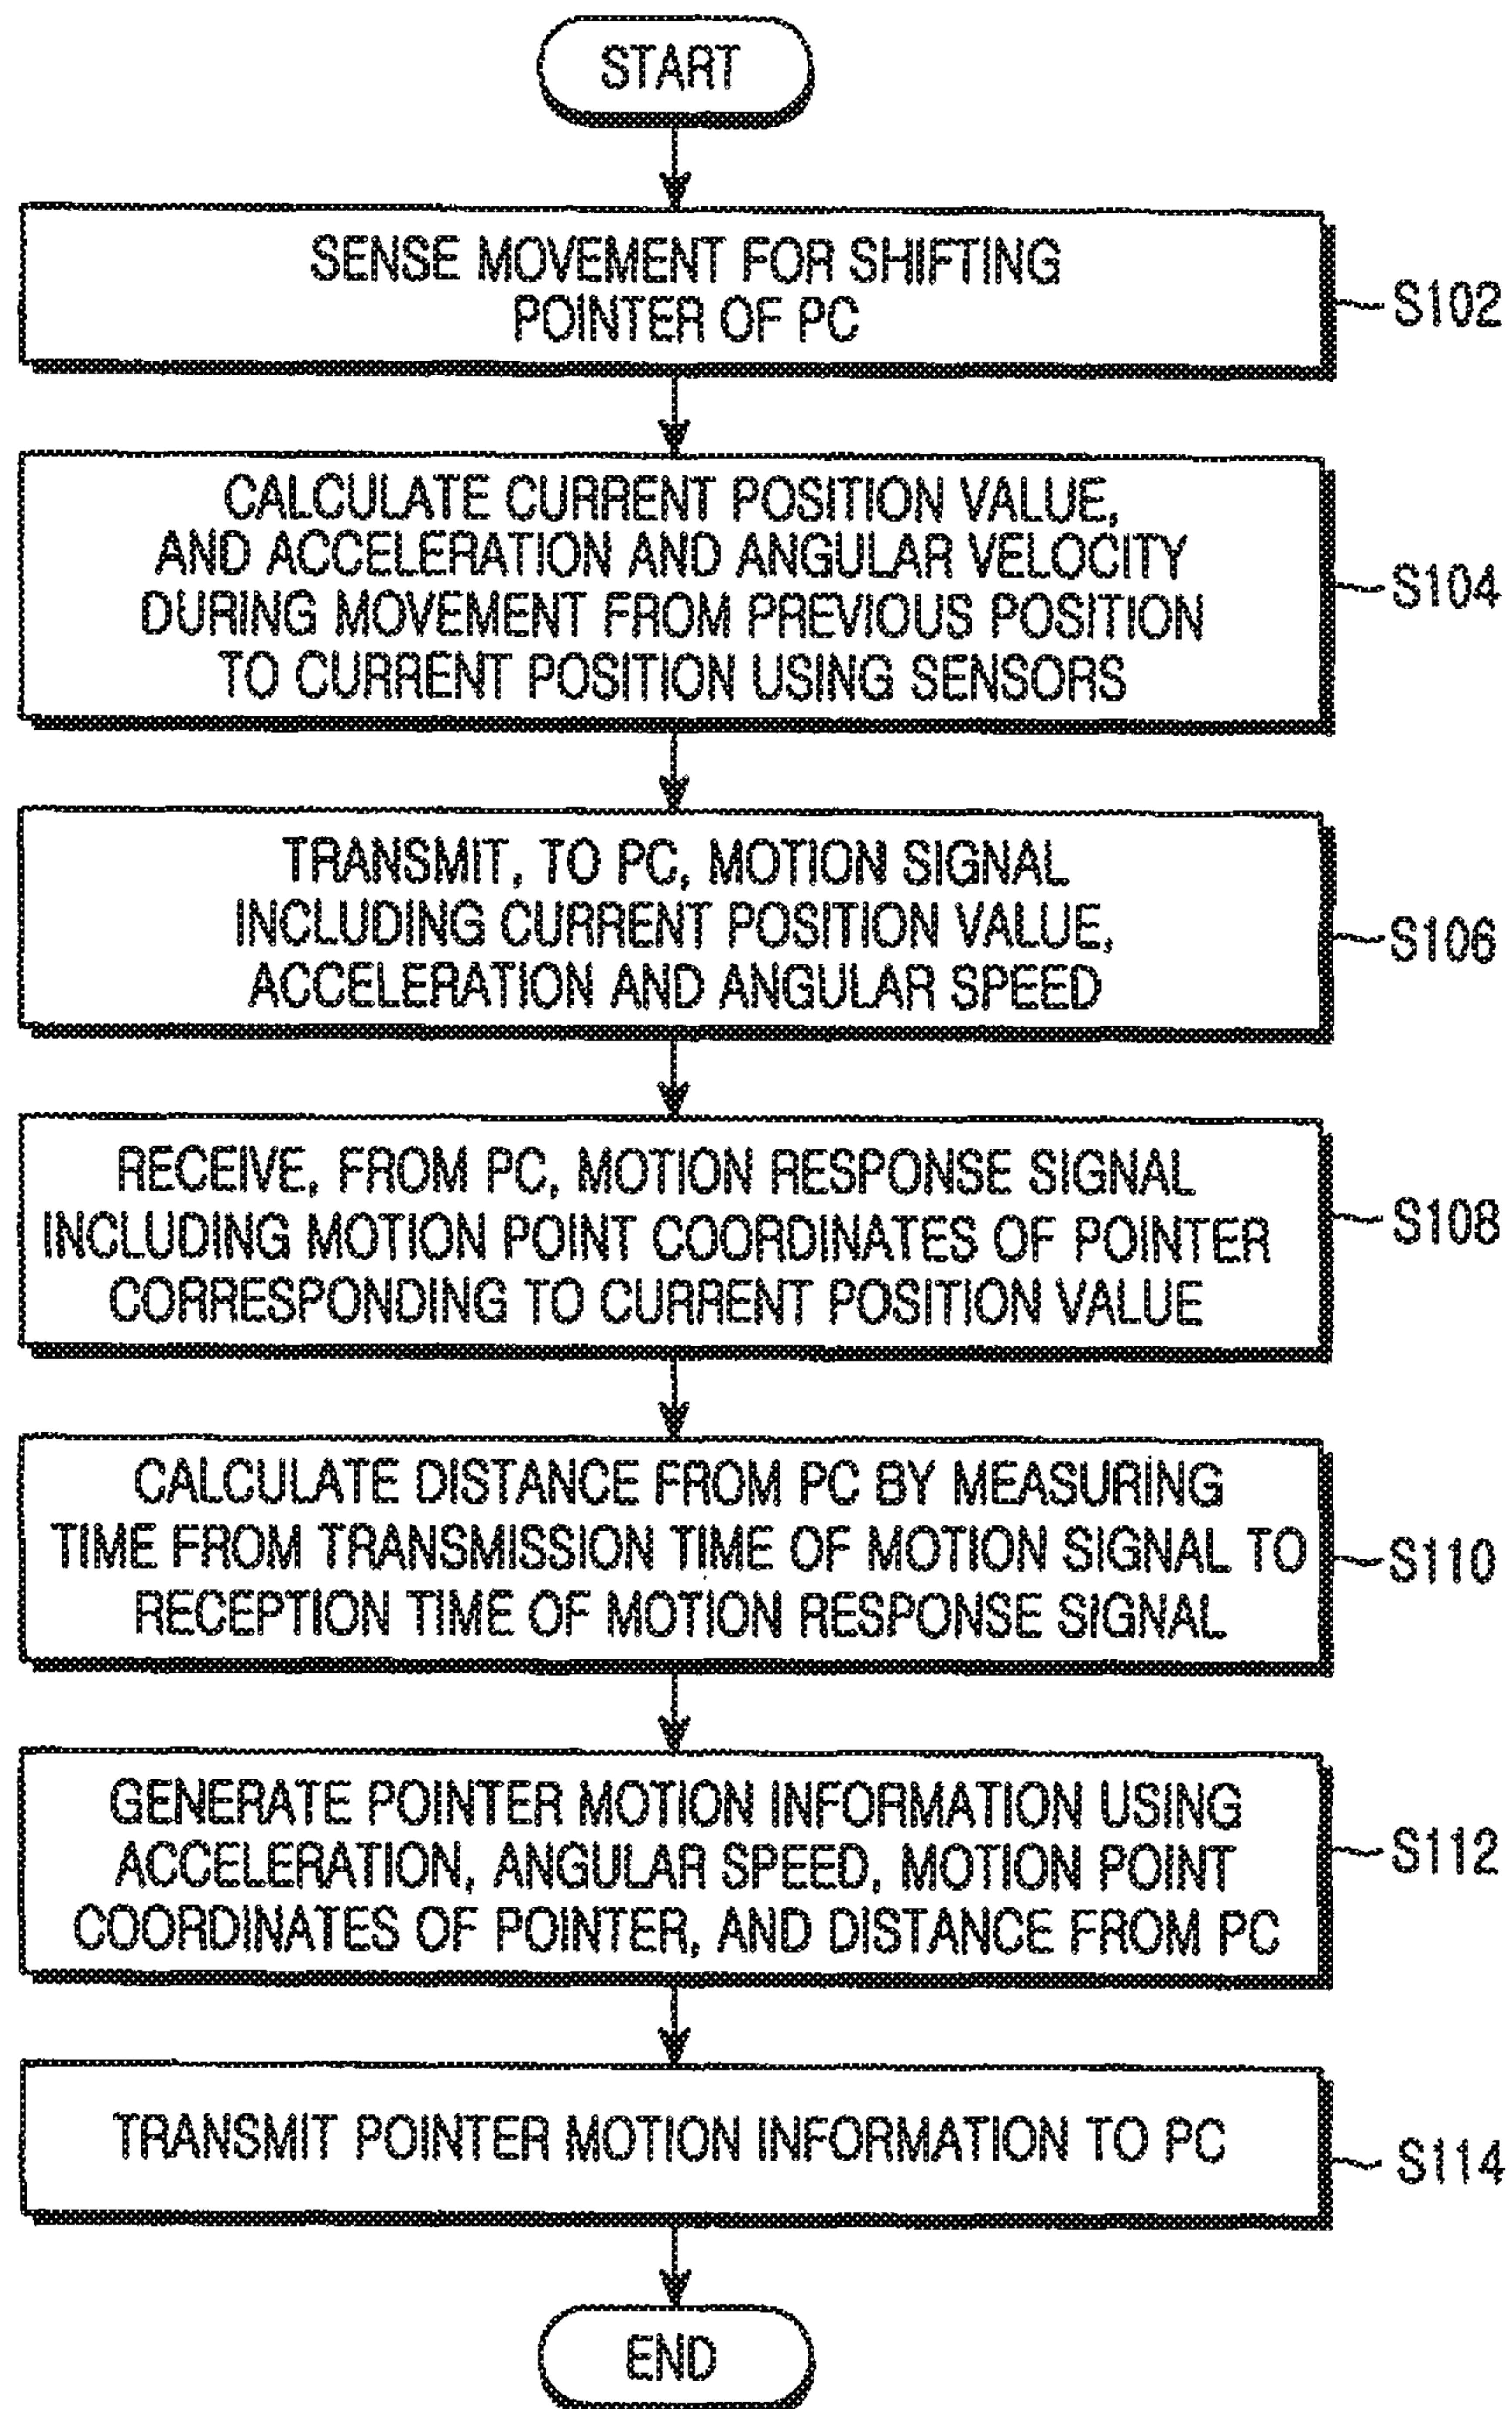 START
SENSE MOVEMENT FOR SHIFTING
POINTER OF PC
S102
CALCULATE CURRENT POSITION VALUE,
AND ACCELERATION AND ANGULAR VELOCITY
DURING MOVEMENT FROM PREVIOUS POSITION
TO CURRENT POSITION USING SENSORS
S104
TRANSMIT, TO PC, MOTION SIGNAL
INCLUDING CURRENT POSITION VALUE,
ACCELERATION AND ANGULAR SPEED
S106
RECEIVE, FROM PC, MOTION RESPONSE SIGNAL
INCLUDING MOTION POINT COORDINATES OF POINTER
CORRESPONDING TO CURRENT POSITION VALUE
S108
CALCULATE DISTANCE FROM PC BY MEASURING
TIME FROM TRANSMISSION TIME OF MOTION SIGNAL TO
RECEPTION TIME OF MOTION RESPONSE SIGNAL
S110
GENERATE POINTER MOTION INFORMATION USING
ACCELERATION, ANGULAR SPEED, MOTION POINT
COORDINATES OF POINTER, AND DISTANCE FROM PC
S112
TRANSMIT POINTER MOTION INFORMATION TO PC
S114
END